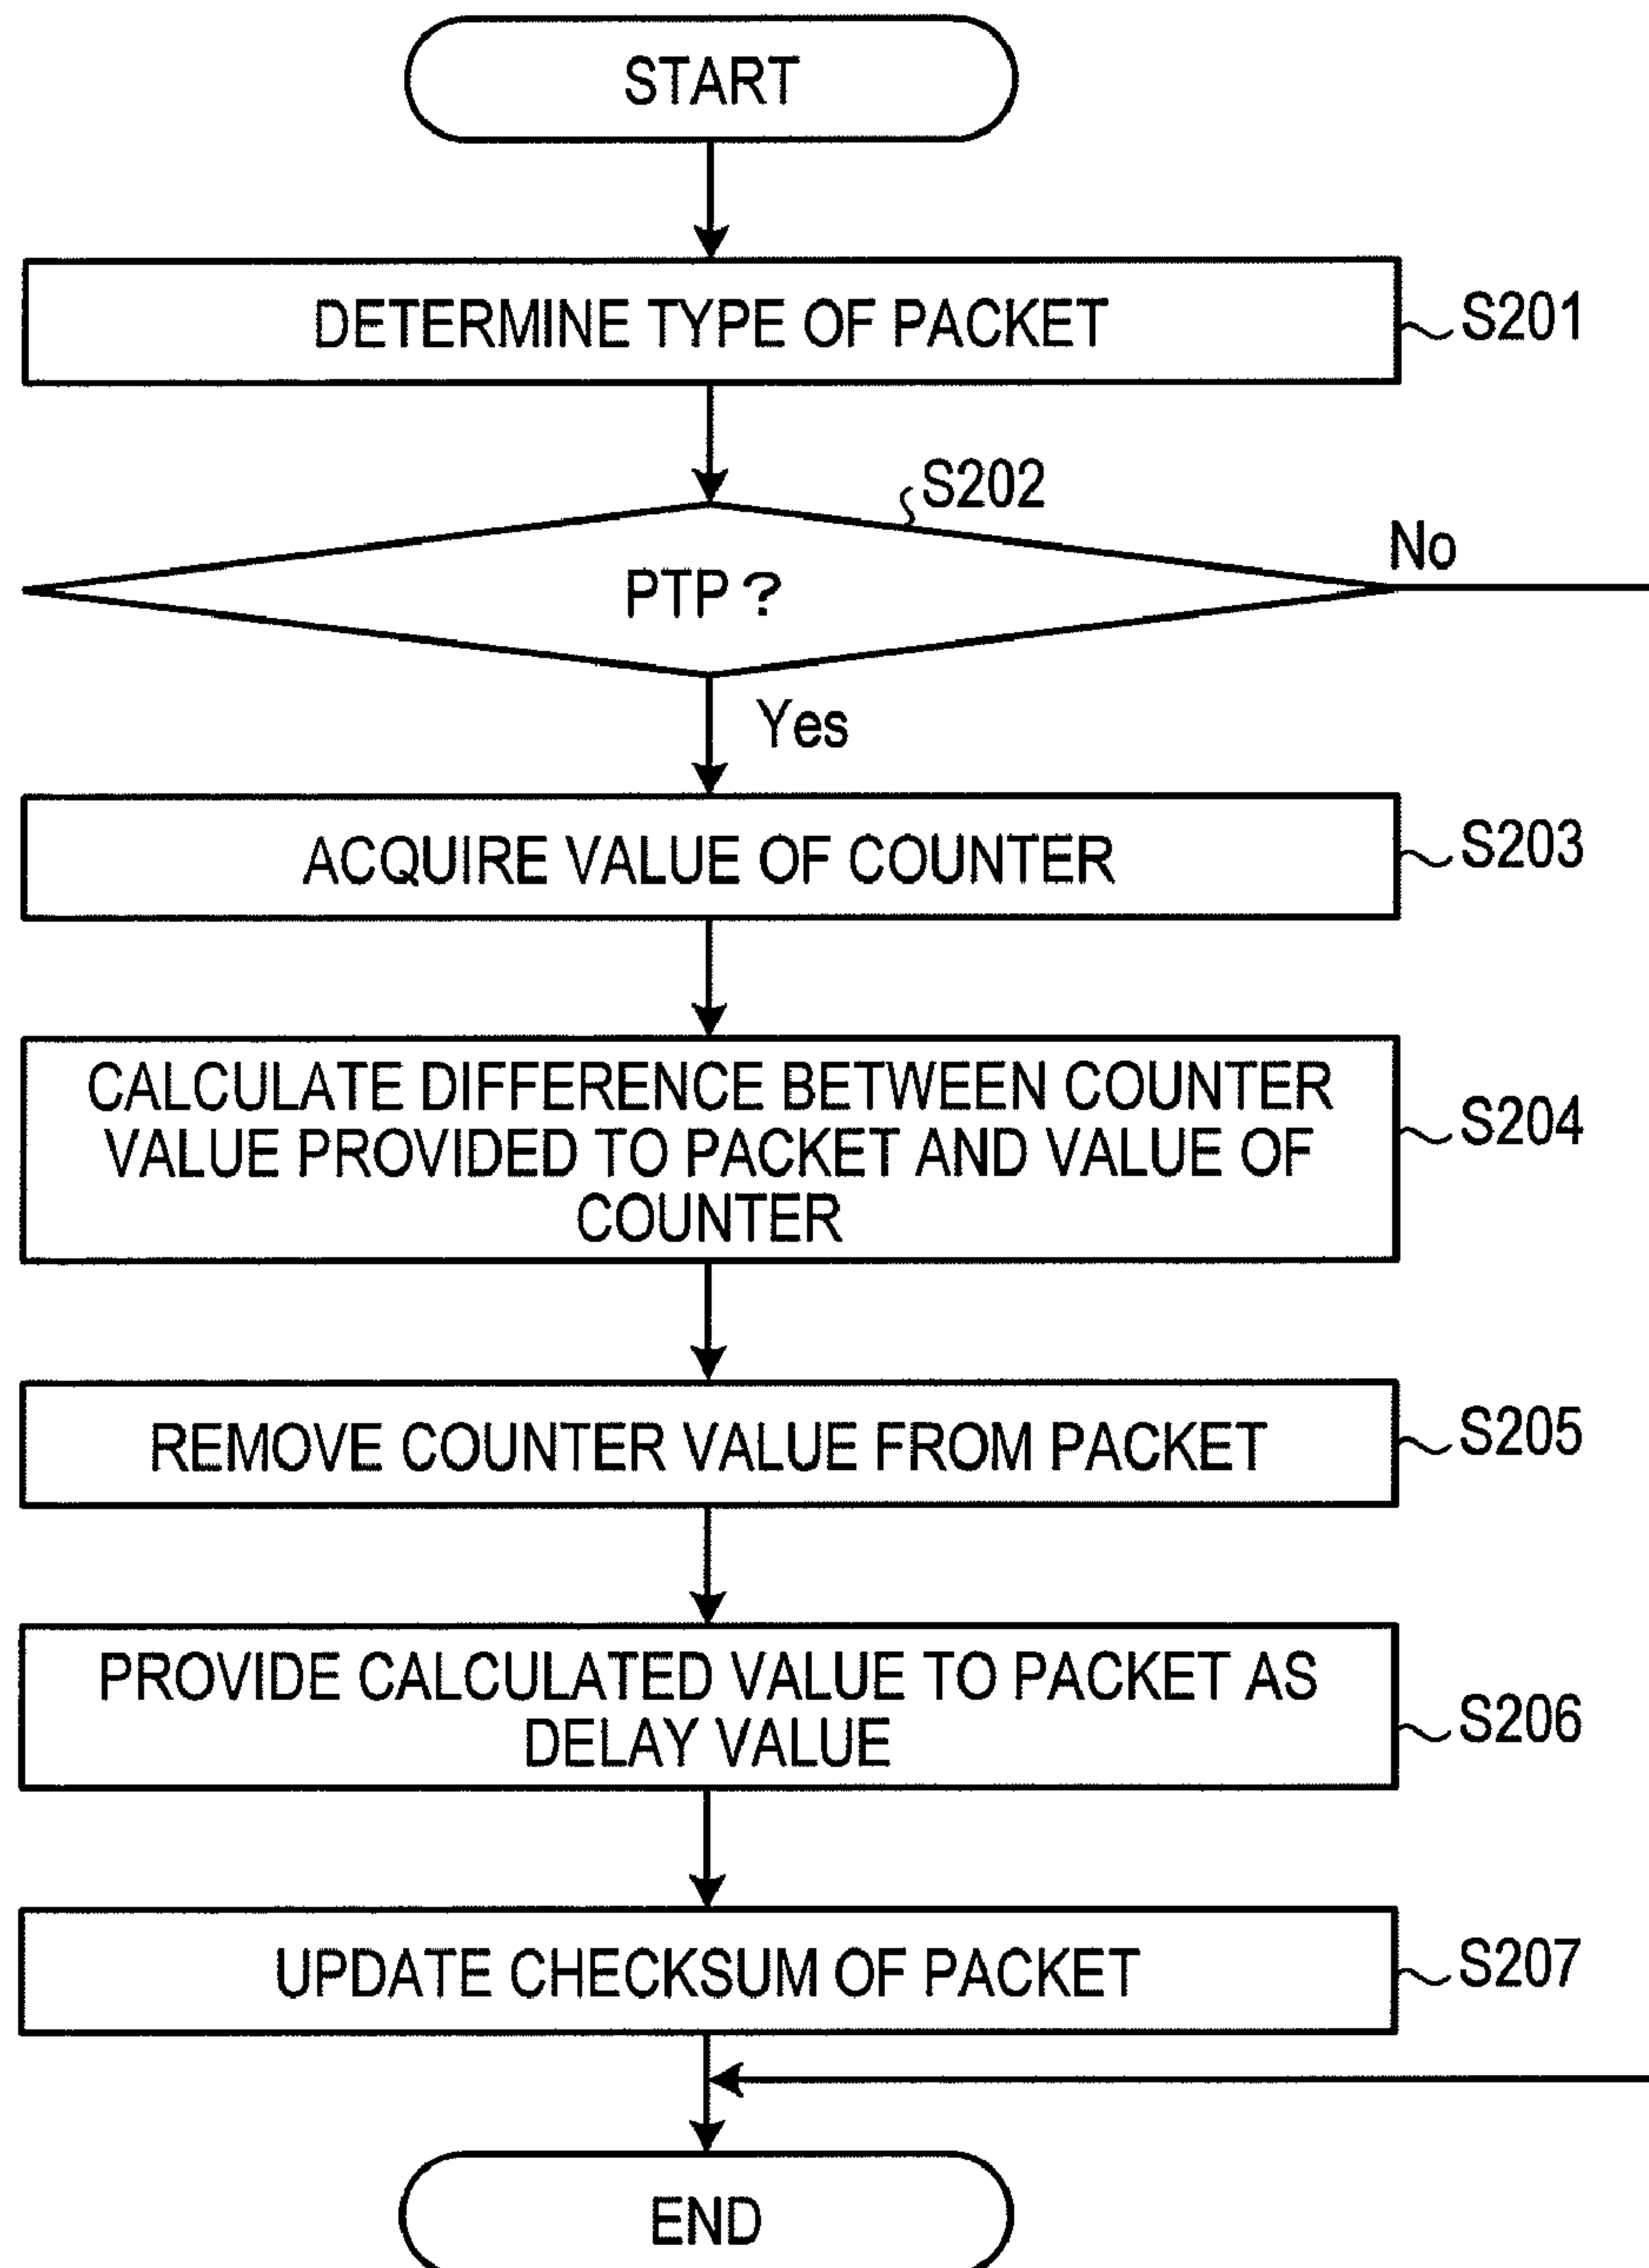 START
DETERMINE TYPE OF PACKET
S201
S202
PTP ?
No
Yes
ACQUIRE VALUE OF COUNTER
S203
CALCULATE DIFFERENCE BETWEEN COUNTER
VALUE PROVIDED TO PACKET AND VALUE OF
COUNTER
S204
REMOVE COUNTER VALUE FROM PACKET
S205
PROVIDE CALCULATED VALUE TO PACKET AS
DELAY VALUE
S206
UPDATE CHECKSUM OF PACKET
S207
END